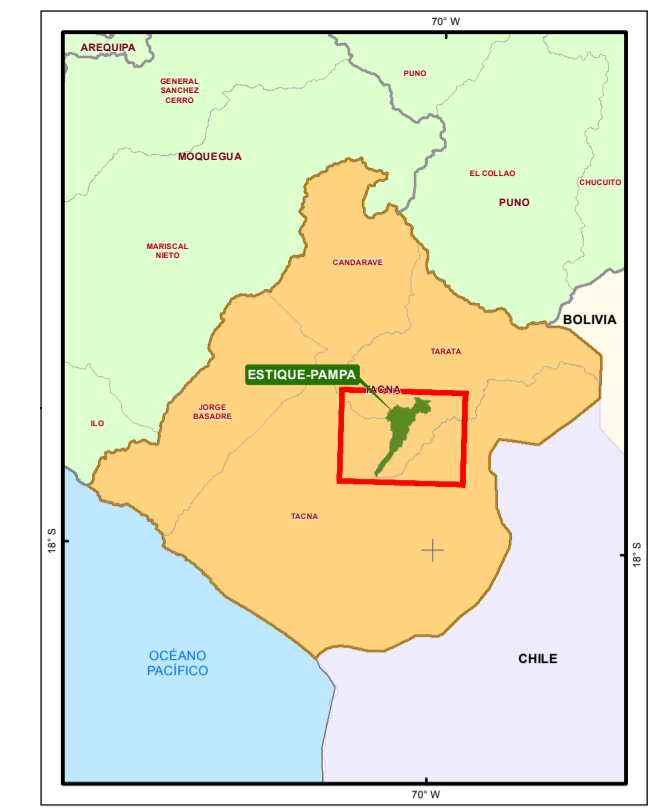 70° W
AREQUIPA
PUNO
GENERAL
SANCHEZ
CERRO
MOQUEGUA
EL COLLAO
CHUCUITO
PUNO
MARISCAL
NIETO
CANDARAVE
BOLIVIA
TARATA
ESTIQUE-PAMPA
TACNA
JORGE
BASADRE
ILO
TACNA
18° S
18° S
OCÉANO
PACÍFICO
CHILE
70° W